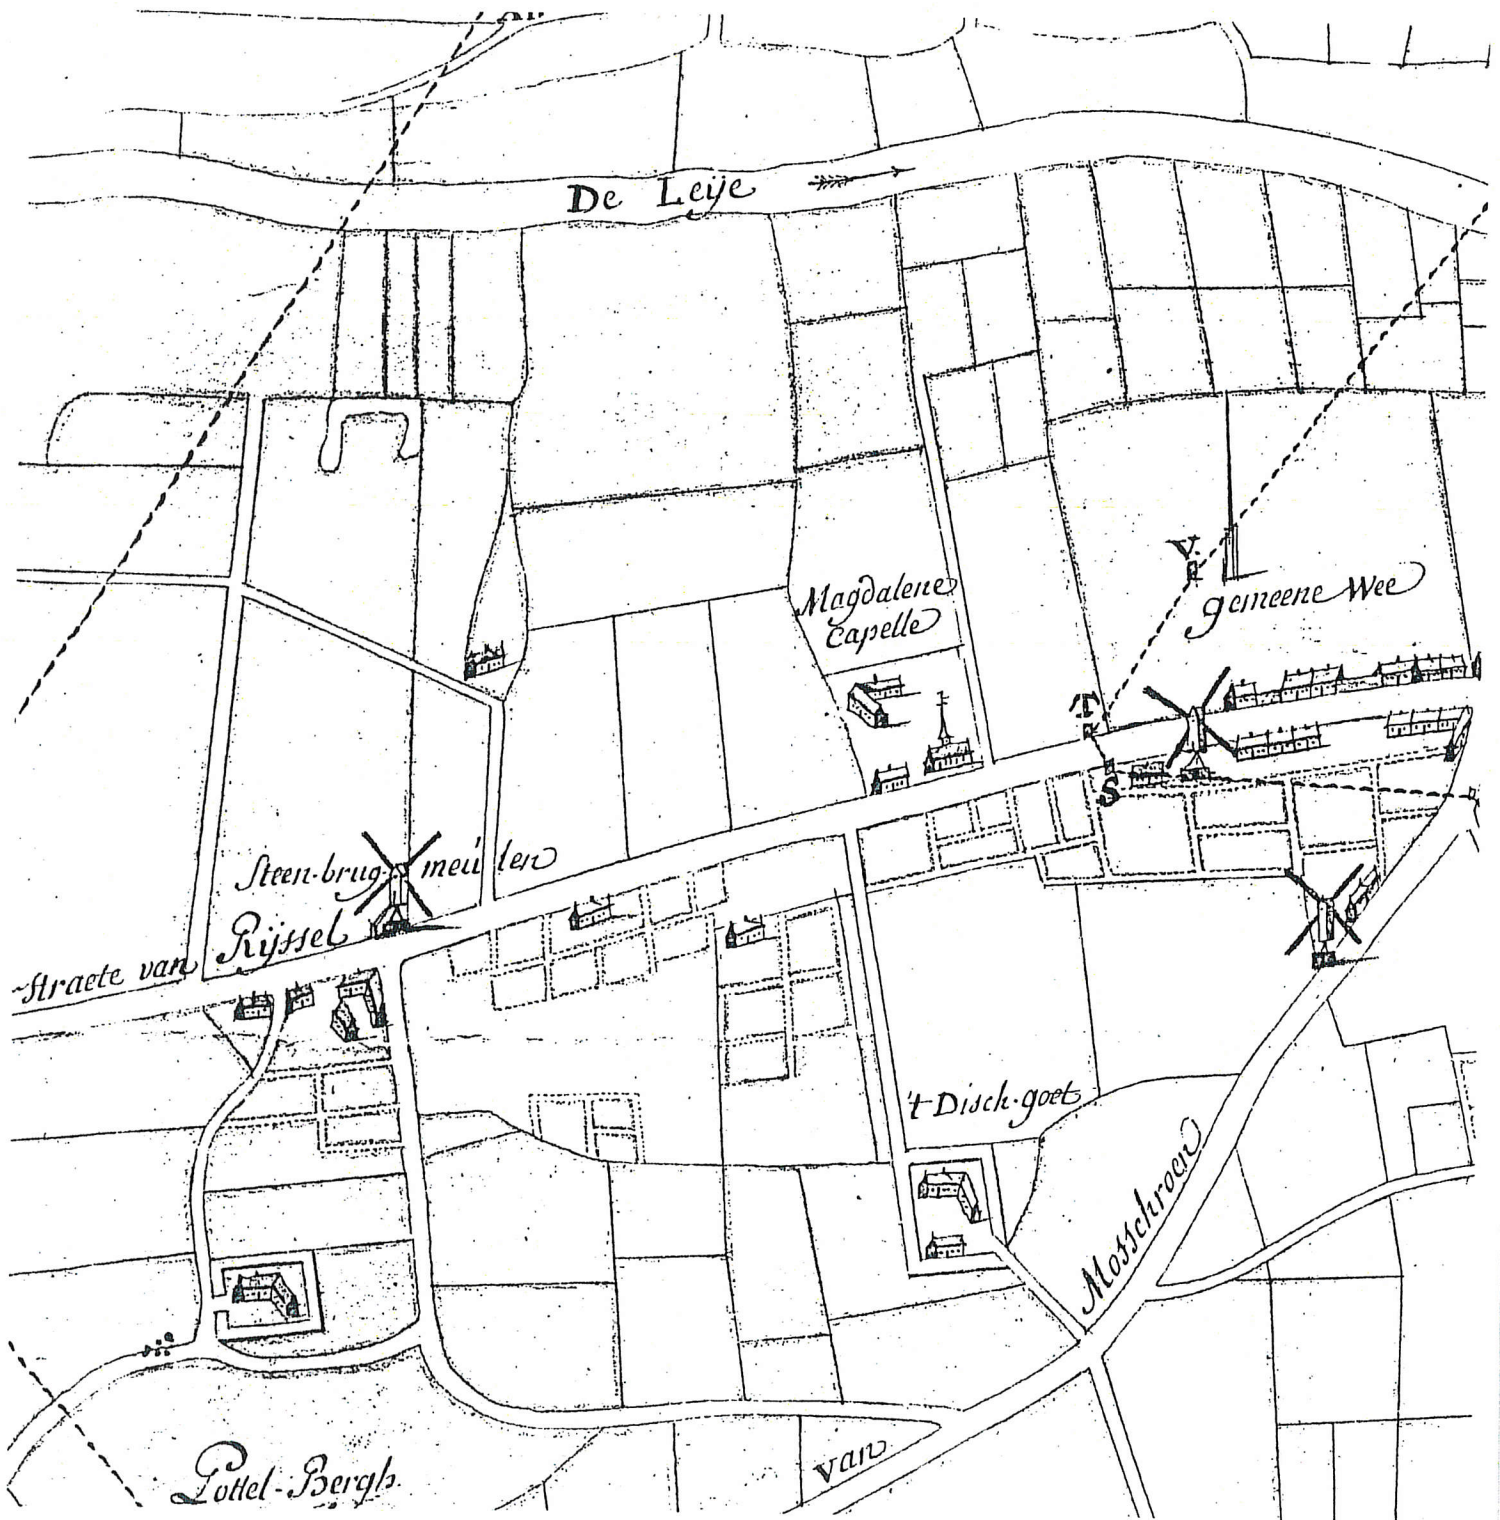 De Leije
V.
gemeene Wee
Magdalene
Capelle
T
S
Steen-brug-meulen
Straete van Rijssel
't Disch-goet
van Mosschroen
Pottel-Bergh.